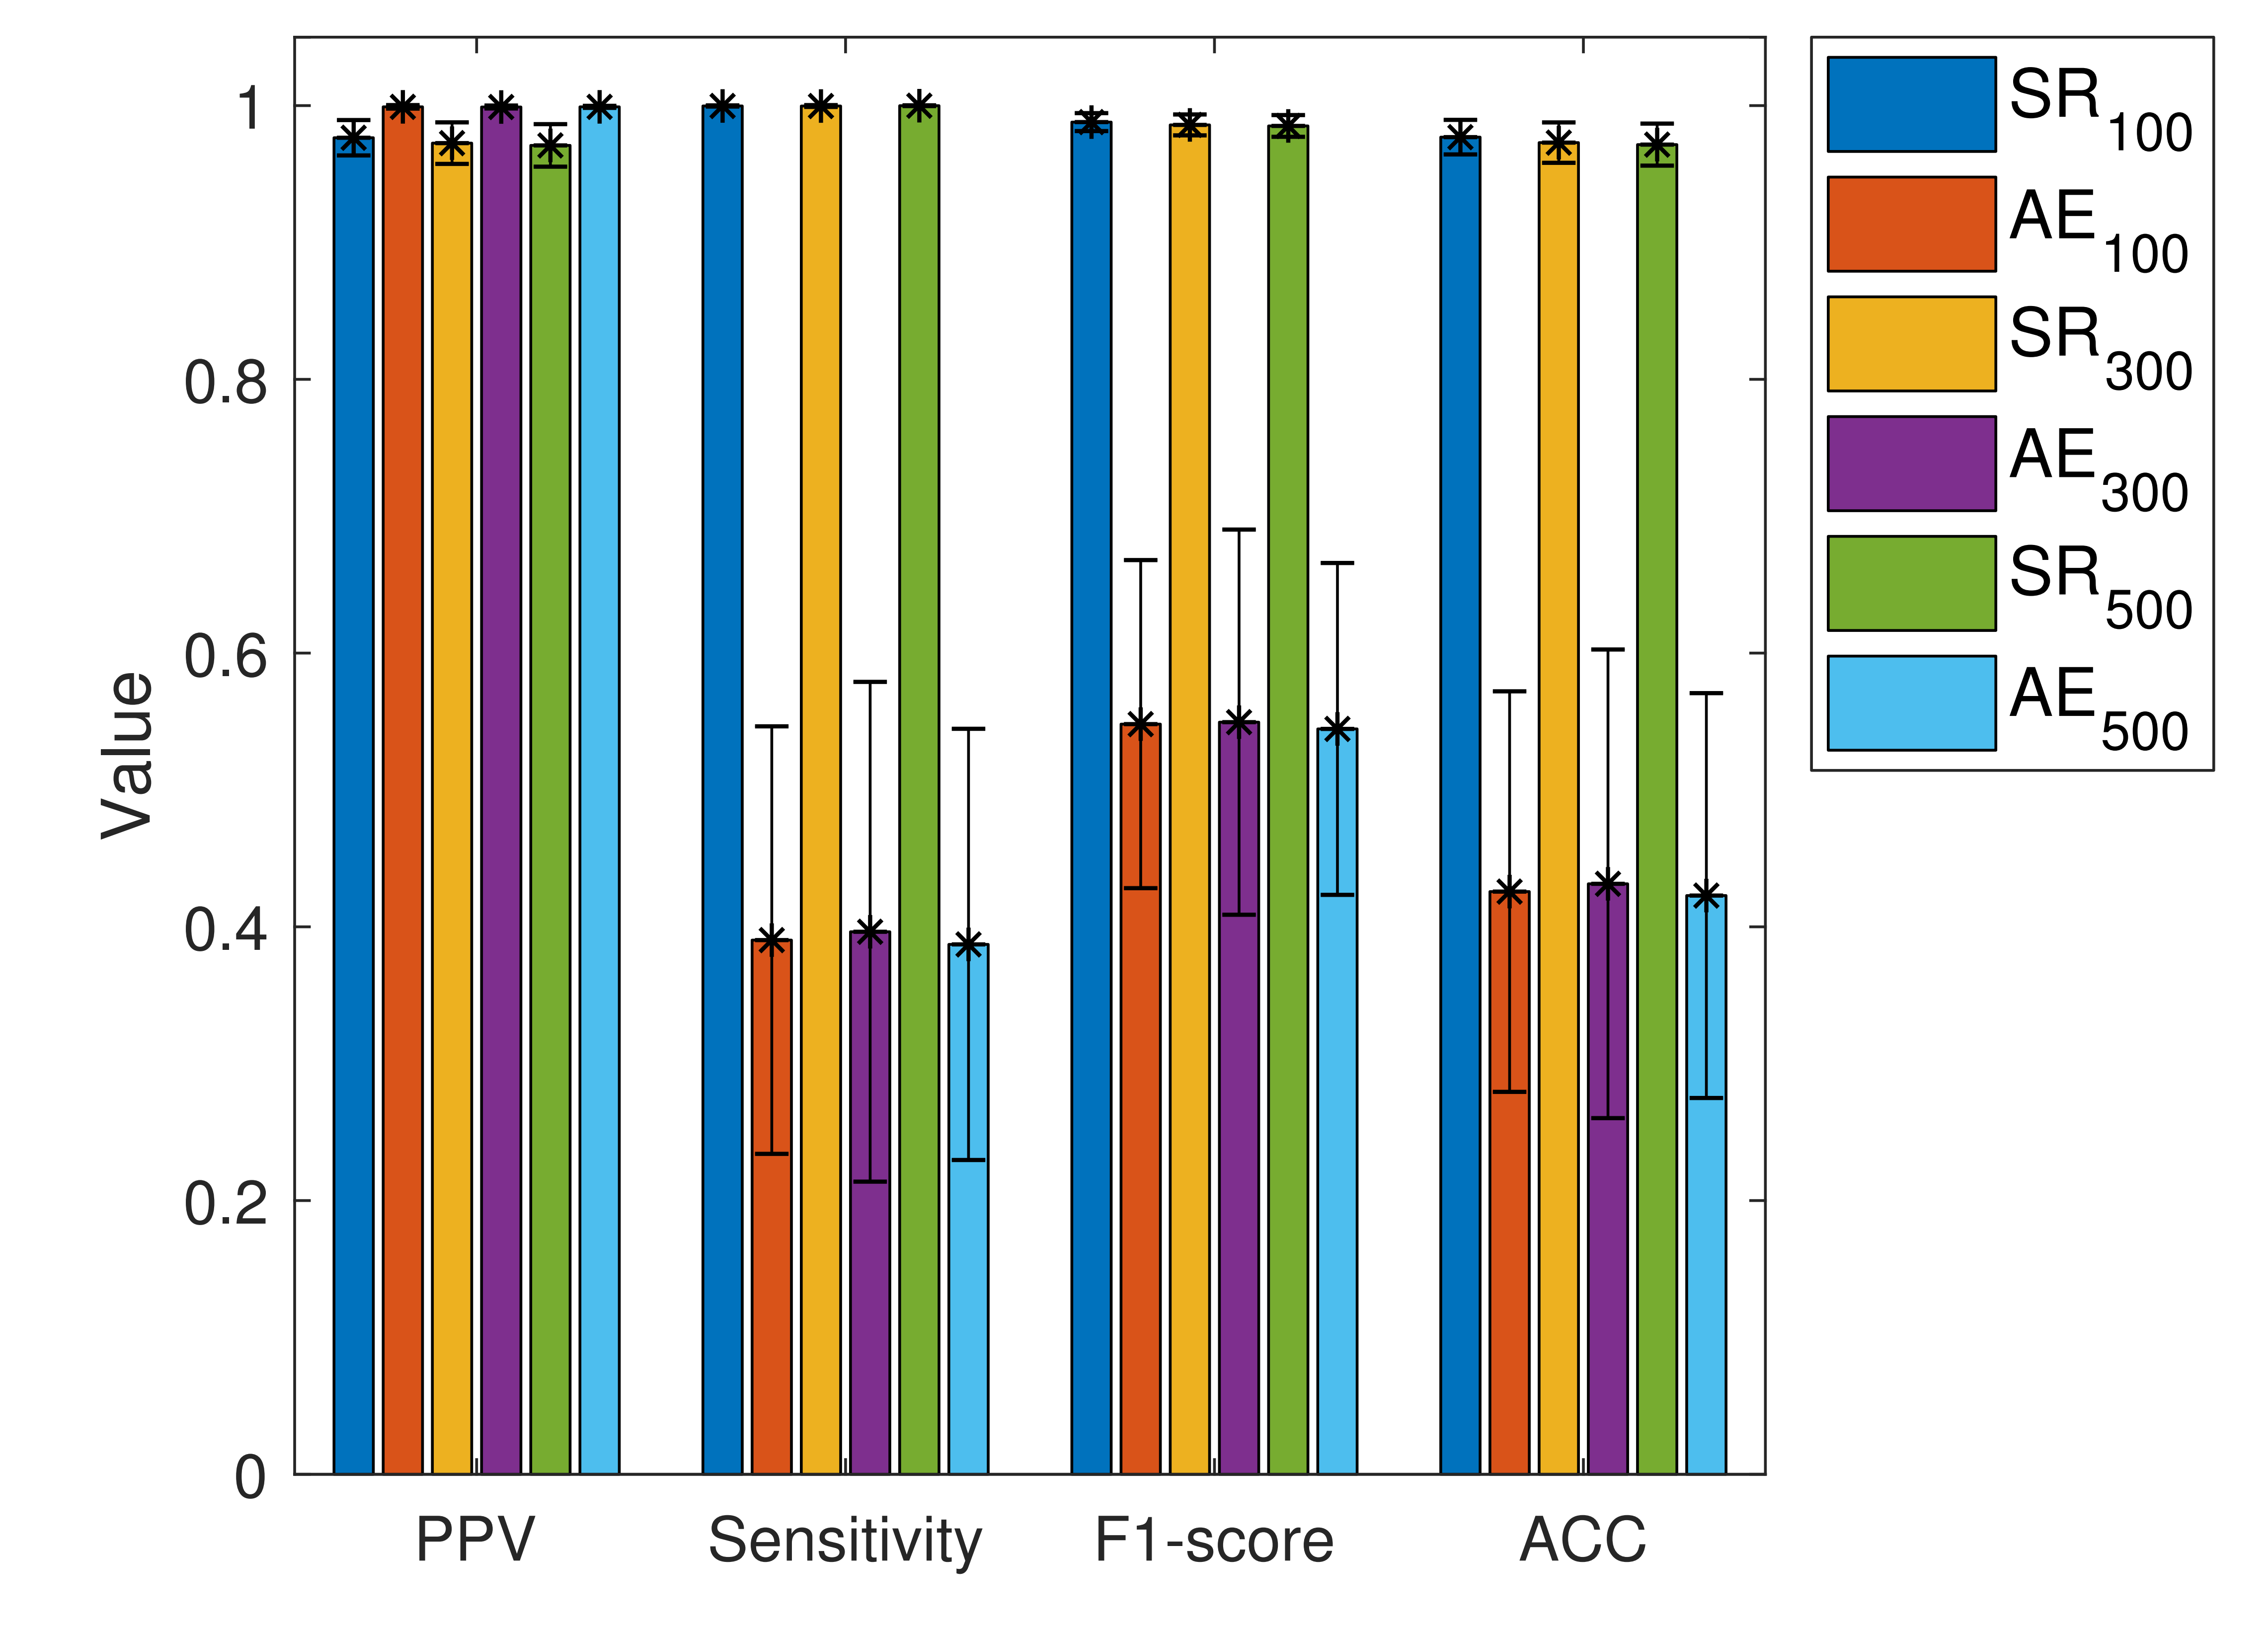 Value
1
0.8
0.6
0.4
0.2
0
PPV Sensitivity F1-score ACC
SR100
AE100
SR300
AE300
SR500
AE500